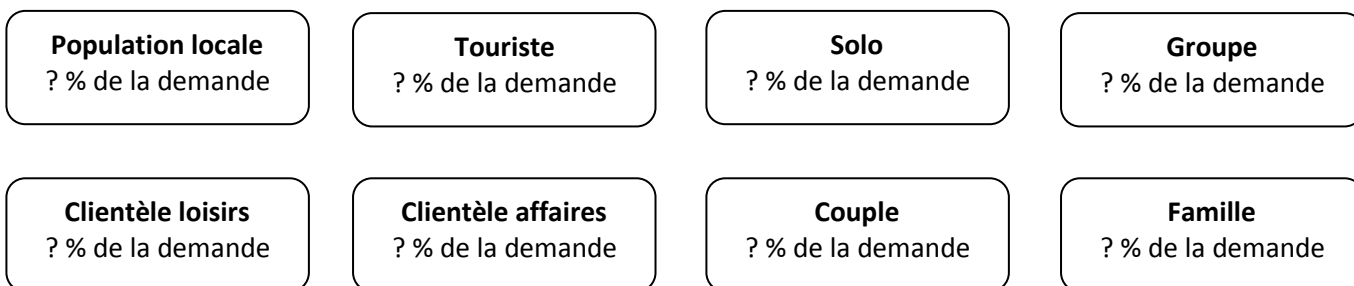 Population locale
? % de la demande
Touriste
? % de la demande
Solo
? % de la demande
Groupe
? % de la demande
Clientèle loisirs
? % de la demande
Clientèle affaires
? % de la demande
Couple
? % de la demande
Famille
? % de la demande